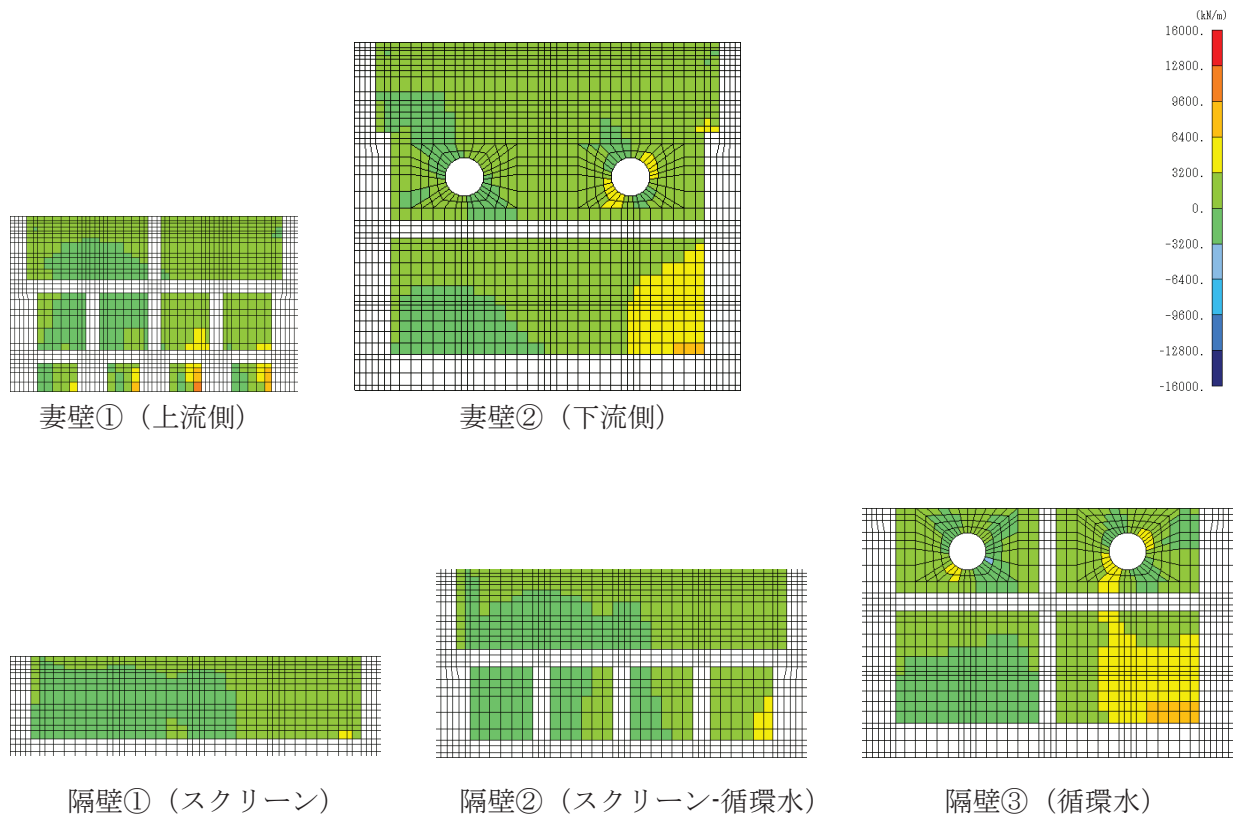 (kN/m)
16000.
12800.
9600.
6400.
3200.
0.
-3200.
-6400.
-9600.
-12800.
-16000.
妻壁①（上流側）
妻壁②（下流側）
隔壁①（スクリーン）
隔壁②（スクリーン-循環水）
隔壁③（循環水）